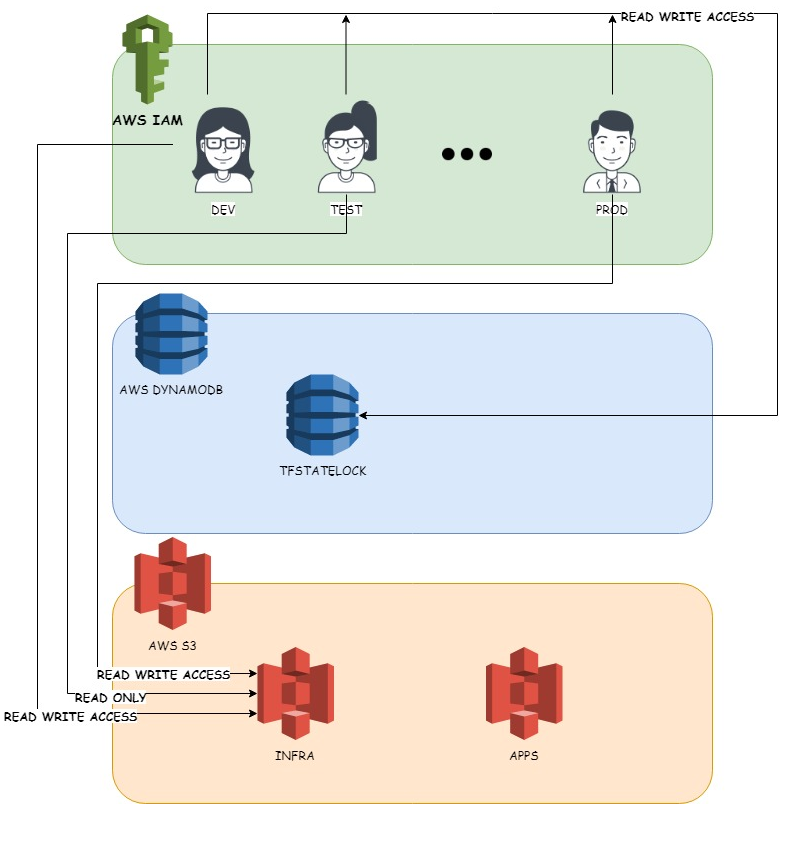 READ WRITE ACCESS
AWS IAM
DEV
TEST
PROD
AWS DYNAMODB
TFSTATELOCK
AWS S3
READ WRITE ACCESS
READ ONLY
READ WRITE ACCESS
INFRA
APPS